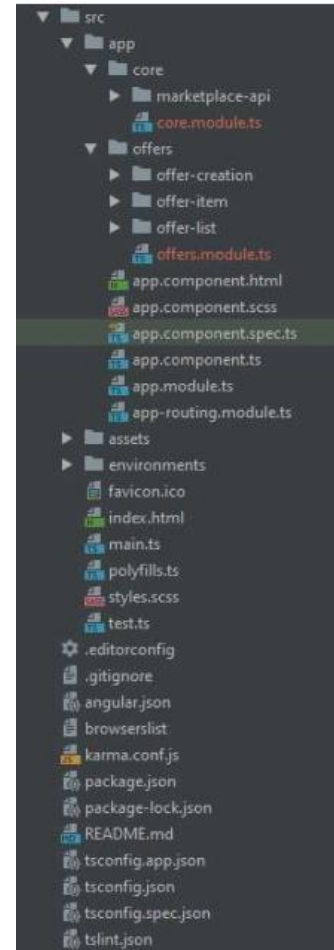 src
app
core
marketplace-api
core.module.ts
offers
offer-creation
offer-item
offer-list
offers.module.ts
app.component.html
app.component.scss
app.component.spec.ts
app.component.ts
app.module.ts
app-routing.module.ts
assets
environments
favicon.ico
index.html
main.ts
polyfills.ts
styles.scss
test.ts
.editorconfig
.gitignore
angular.json
browserslist
karma.conf.js
package.json
package-lock.json
README.md
tsconfig.app.json
tsconfig.json
tsconfig.spec.json
tslint.json